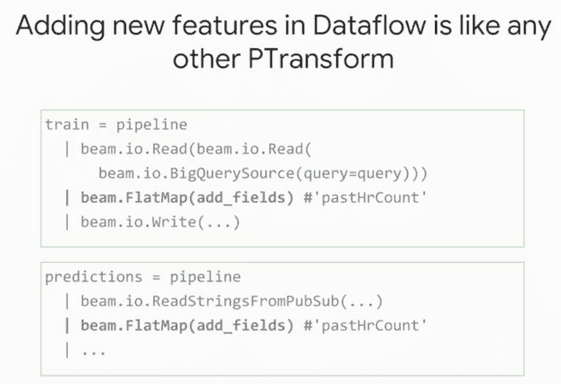 Adding new features in Dataflow is like any
other PTransform
train = pipeline
| beam.io.Read(beam.io.Read(
beam.io.BigQuerySource(query=query)))
| beam.FlatMap(add_fields) #'pastHrCount'
| beam.io.Write(...)
predictions = pipeline
| beam.io.ReadStringsFromPubSub(...)
| beam.FlatMap(add_fields) #'pastHrCount'
| ...